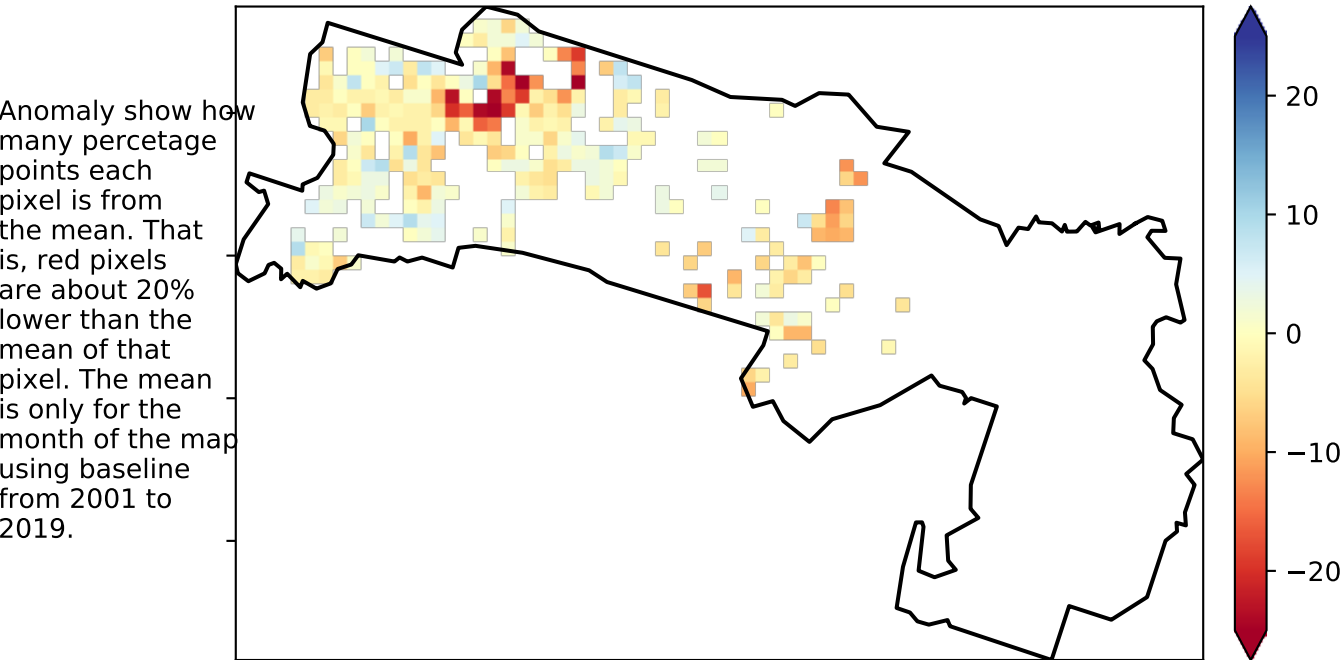 Anomaly show how
many percetage
points each
pixel is from
the mean. That
is, red pixels
are about 20%
lower than the
mean of that
pixel. The mean
is only for the
month of the map
using baseline
from 2001 to
2019.
20
10
0
−10
−20